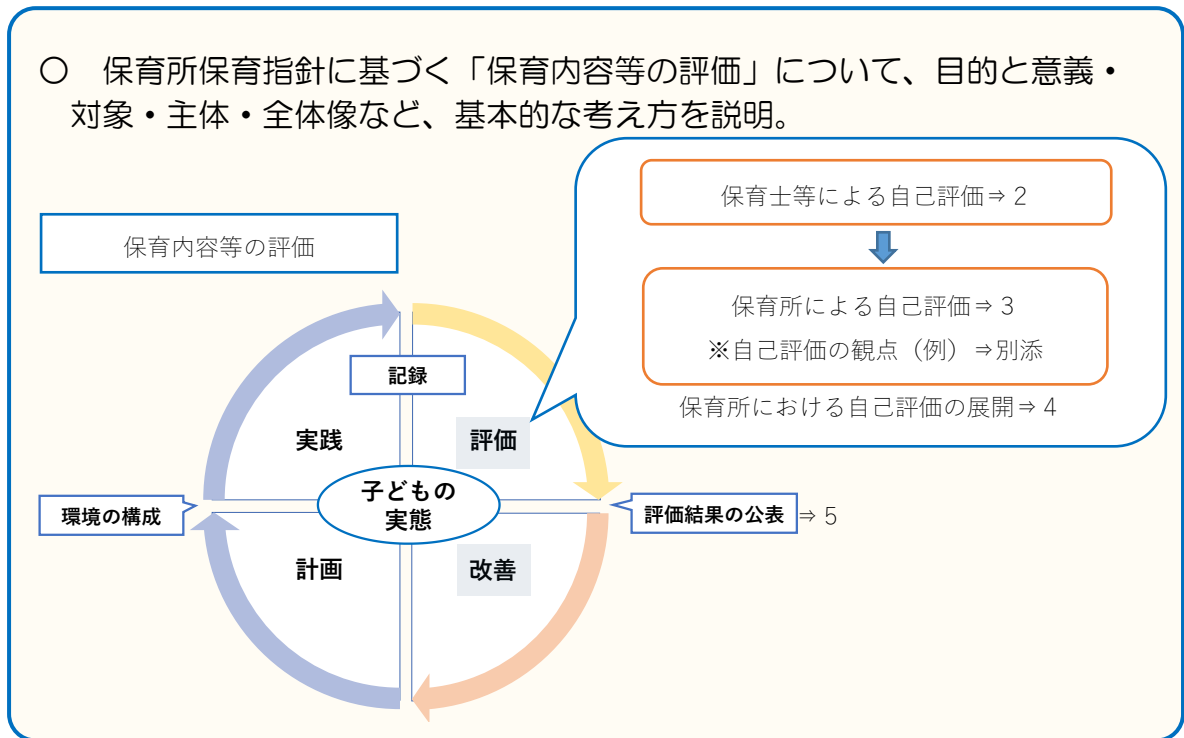 ○　保育所保育指針に基づく「保育内容等の評価」について、目的と意義・
対象・主体・全体像など、基本的な考え方を説明。
保育士等による自己評価⇒２
保育内容等の評価
保育所による自己評価⇒３
※自己評価の観点（例）⇒別添
保育所における自己評価の展開⇒４
記録
実践
評価
子どもの
実態
環境の構成
評価結果の公表 ⇒５
計画
改善